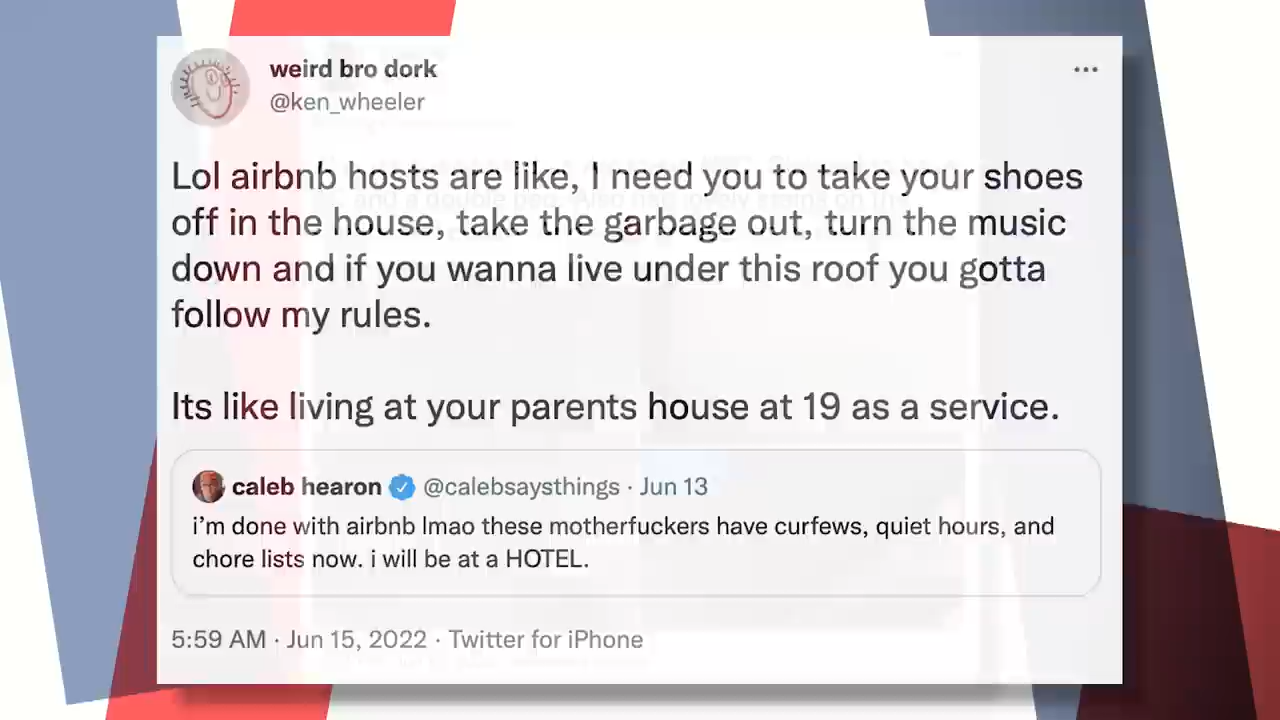 weird bro dork
@ken_wheeler
Lol airbnb hosts are like, I need you to take your shoes
off in the house, take the garbage out, turn the music
down and if you wanna live under this roof you gotta
follow my rules.
Its like living at your parents house at 19 as a service.
caleb hearon @calebsaysthings · Jun 13
i’m done with airbnb lmao these motherfuckers have curfews, quiet hours, and
chore lists now. i will be at a HOTEL.
5:59 AM · Jun 15, 2022 · Twitter for iPhone